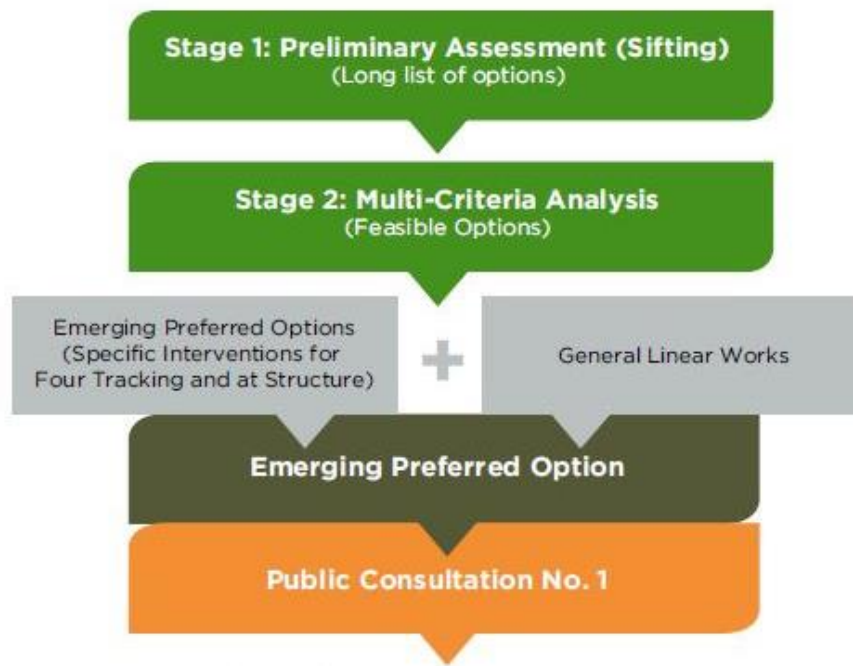 Stage 1: Preliminary Assessment (Sifting)
(Long list of options)
Stage 2: Multi-Criteria Analysis
(Feasible Options)
Emerging Preferred Options
(Specific Interventions for
Four Tracking and at Structure)
+
General Linear Works
Emerging Preferred Option
Public Consultation No. 1